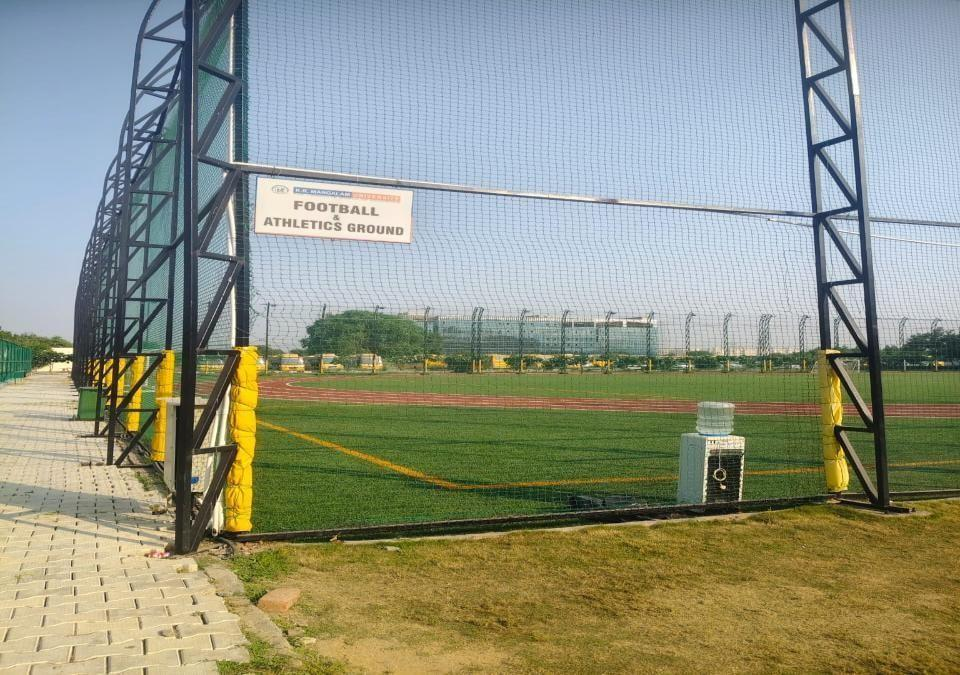 K.R. MANGALAM UNIVERSITY
FOOTBALL
&
ATHLETICS GROUND